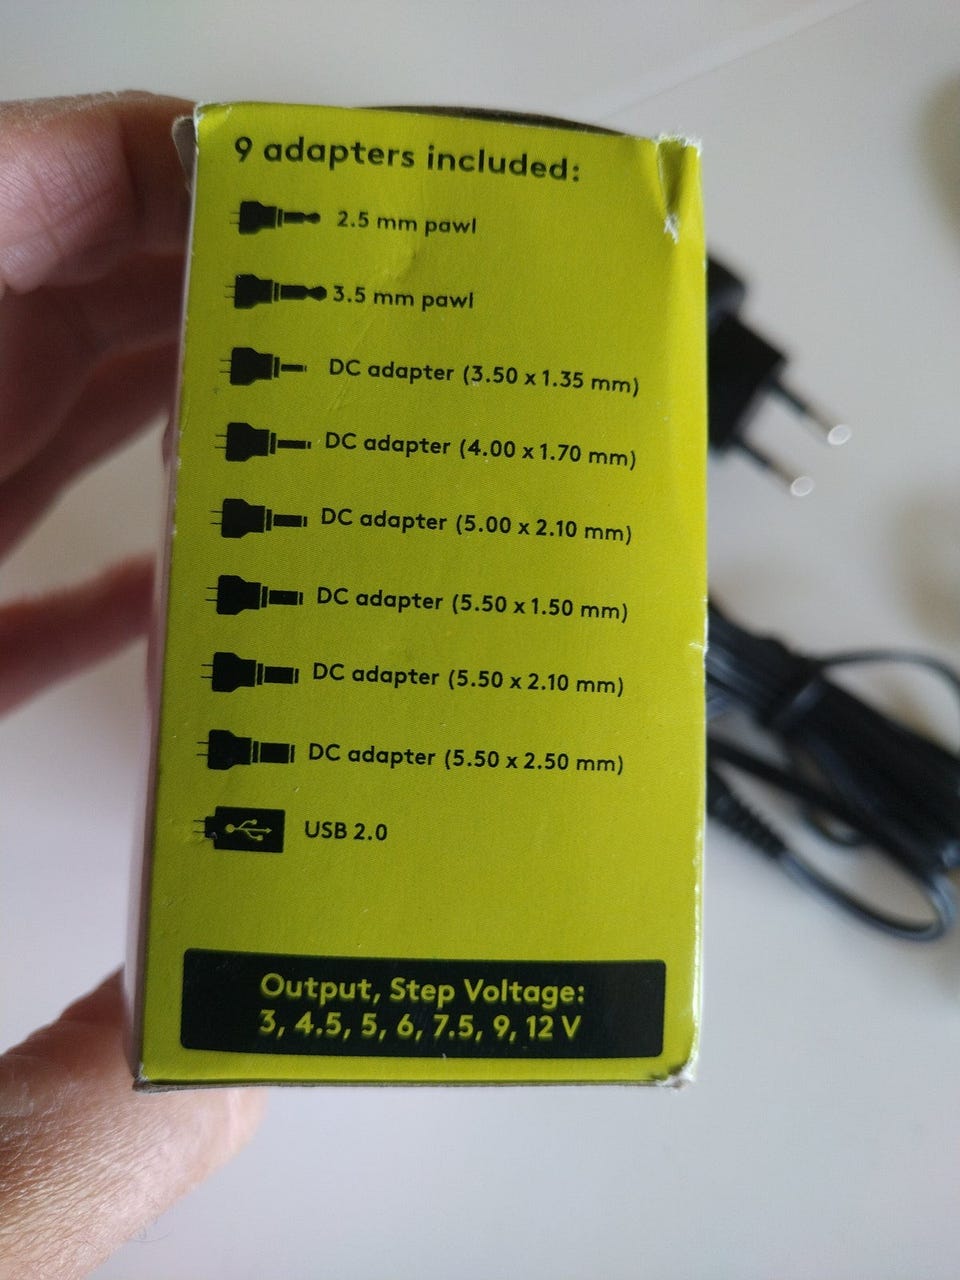 9 adapters included:
2.5 mm pawl
3.5 mm pawl
DC adapter (3.50 x 1.35 mm)
DC adapter (4.00 x 1.70 mm)
DC adapter (5.00 x 2.10 mm)
DC adapter (5.50 x 1.50 mm)
DC adapter (5.50 x 2.10 mm)
DC adapter (5.50 x 2.50 mm)
USB 2.0
Output, Step Voltage:
3, 4.5, 5, 6, 7.5, 9, 12 V